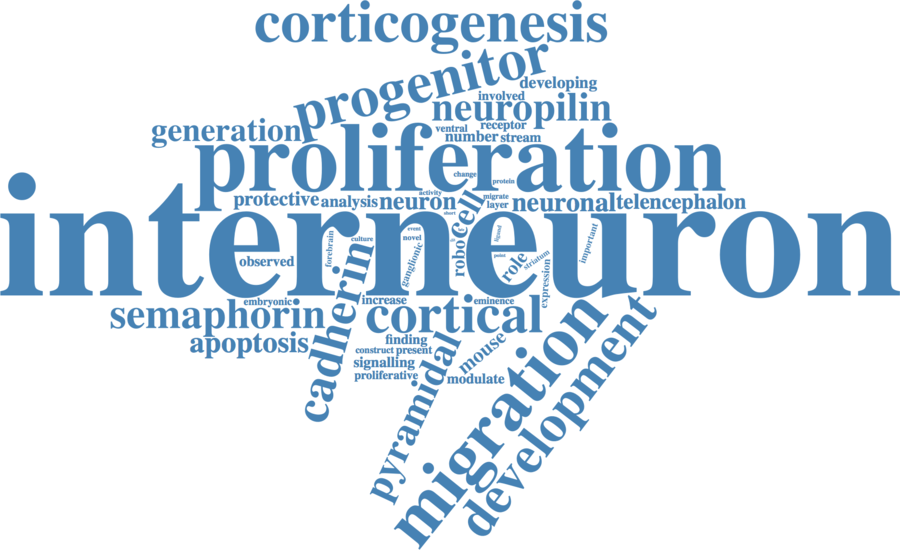 corticogenesis
progenitor
developing
involved
neuropilin
generation
ventral
receptor
number
stream
proliferation
change
protein
activity
protective
analysis
neuron
short
cell
migrate
layer
neuronal
telencephalon
interneuron
observed
forebrain
culture
event
novel
ganglionic
robo
ligand
point
role
striatum
expression
important
cadherin
embryonic
semaphorin
increase
cortical
eminence
apoptosis
finding
construct
present
signalling
proliferative
pyramidal
mouse
modulate
migration
development